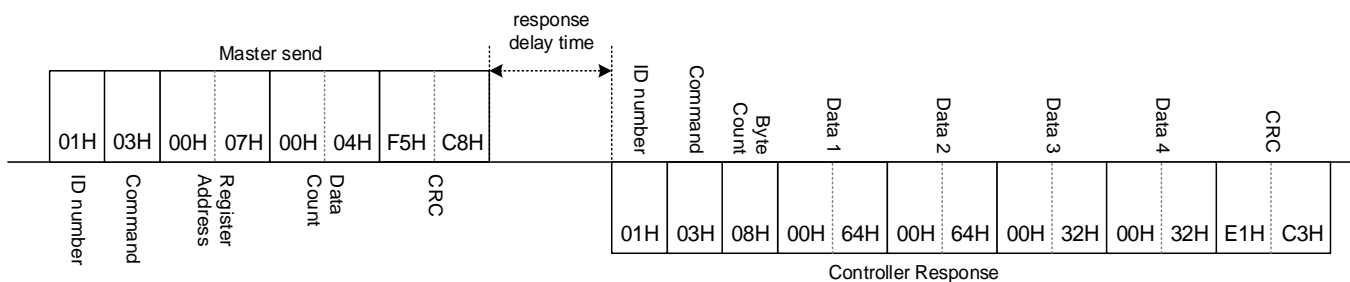 response
delay time
Master send
01H 03H 00H 07H 00H 04H F5H C8H
ID number
Command
Register
Address
Data
Count
CRC
ID number
Command
Byte
Count
Data 1
Data 2
Data 3
Data 4
CRC
01H 03H 08H 00H 64H 00H 64H 00H 32H 00H 32H E1H C3H
Controller Response